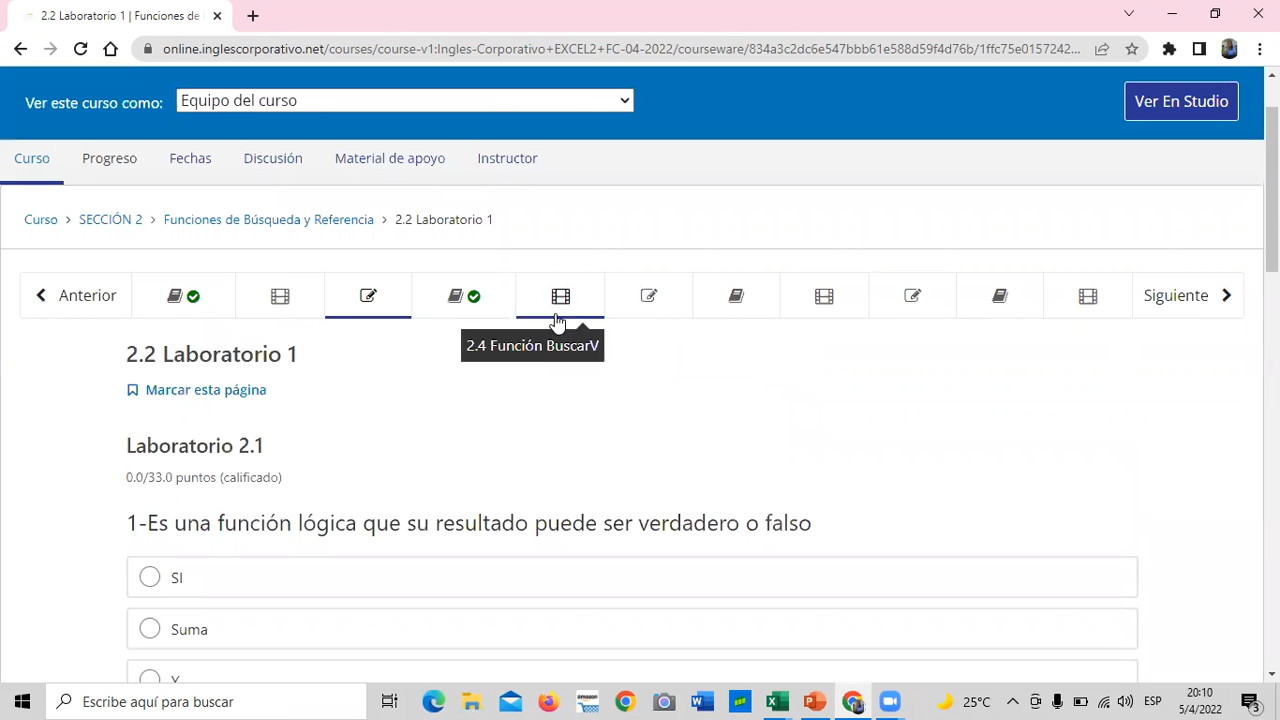 2.2 Laboratorio 1 | Funciones de
online.inglescorporativo.net/courses/course-v1:Ingles-Corporativo+EXCEL2+FC-04-2022/courseware/834a3c2dc6e547bbb61e588d59f4d76b/1ffc75e0157242...
Ver este curso como:
Equipo del curso
Ver En Studio
Curso
Progreso
Fechas
Discusión
Material de apoyo
Instructor
Curso > SECCIÓN 2 > Funciones de Búsqueda y Referencia > 2.2 Laboratorio 1
Anterior
Siguiente
2.4 Función BuscarV
2.2 Laboratorio 1
Marcar esta página
Laboratorio 2.1
0.0/33.0 puntos (calificado)
1-Es una función lógica que su resultado puede ser verdadero o falso
SI
Suma
Y
Escribe aquí para buscar
amazon
25°C
ESP
20:10
5/4/2022
3